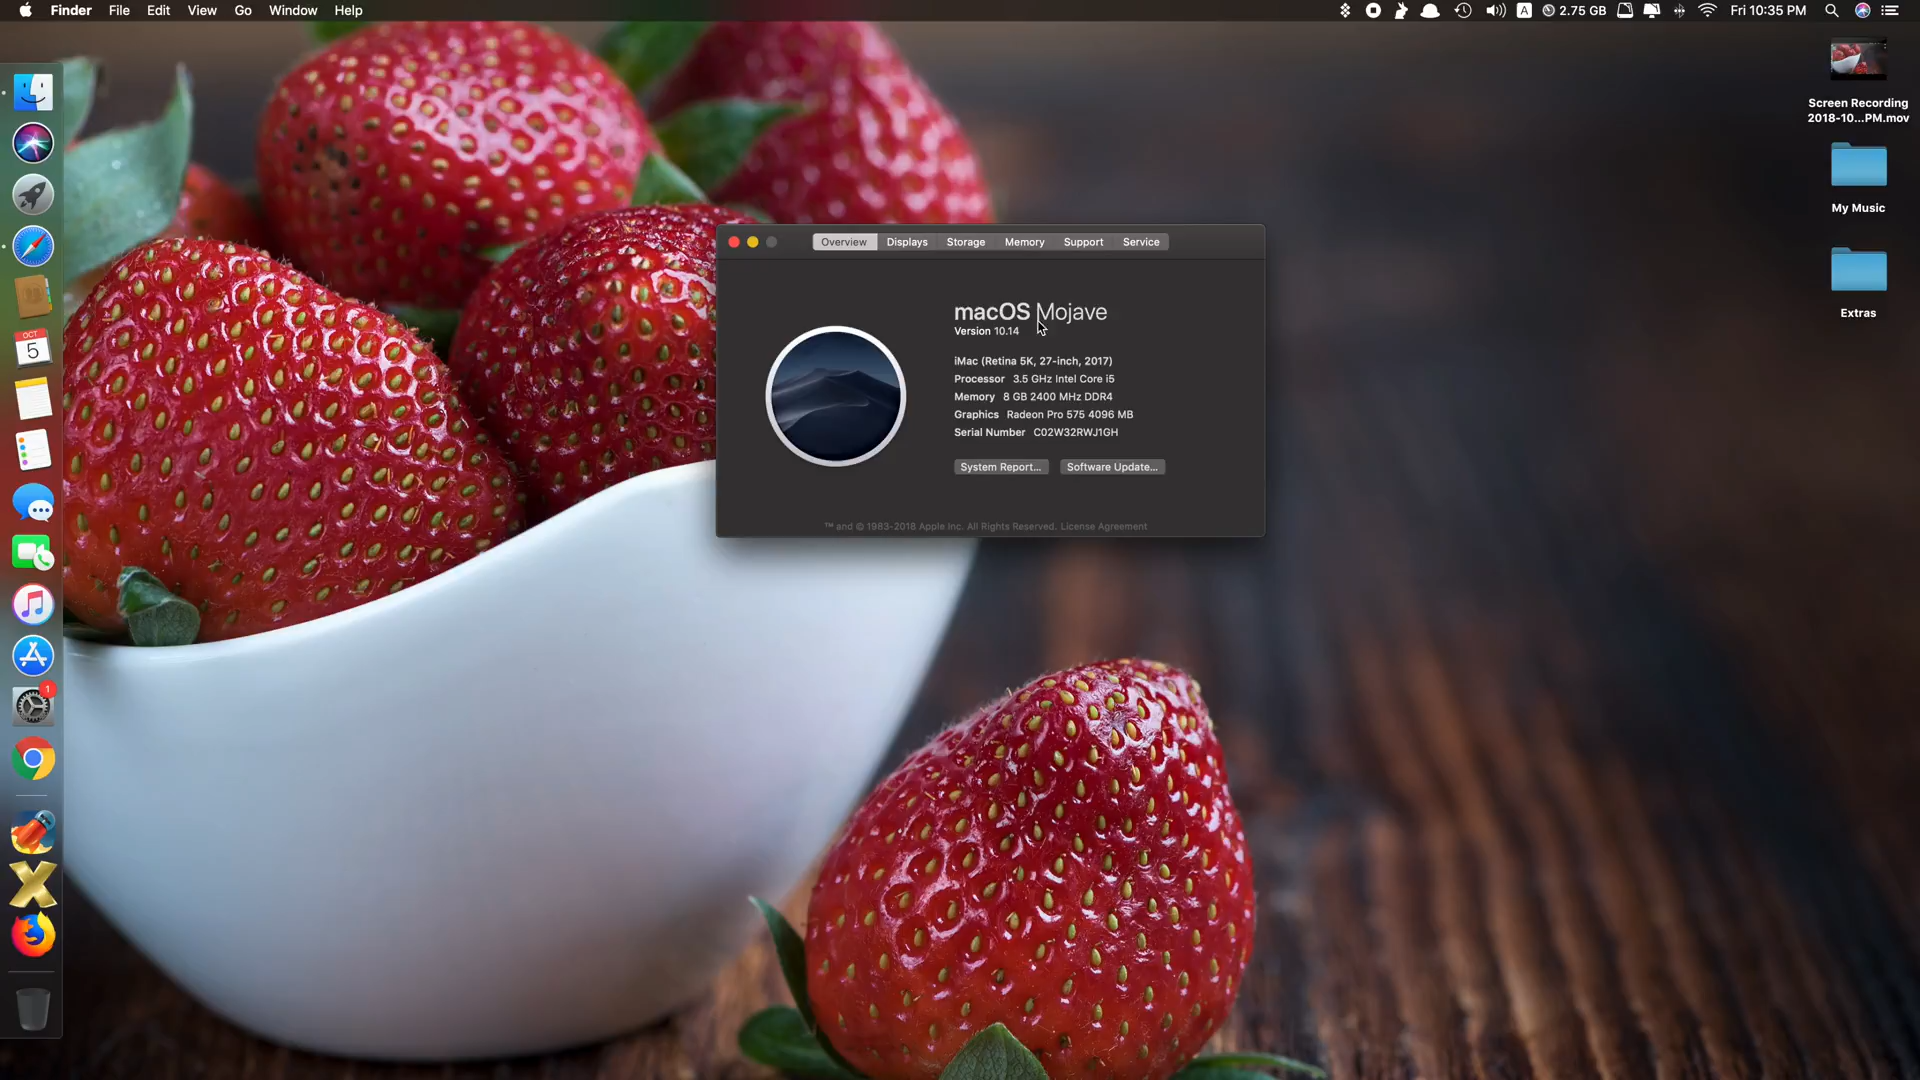 Finder File Edit View Go Window Help
A 2.75 GB Fri 10:35 PM
Screen Recording
2018-10...PM.mov
My Music
Extras
OCT
5
1
Overview Displays Storage Memory Support Service
macOS Mojave
Version 10.14
iMac (Retina 5K, 27-inch, 2017)
Processor 3.5 GHz Intel Core i5
Memory 8 GB 2400 MHz DDR4
Graphics Radeon Pro 575 4096 MB
Serial Number C02W32RWJ1GH
System Report... Software Update...
™ and © 1983-2018 Apple Inc. All Rights Reserved. License Agreement